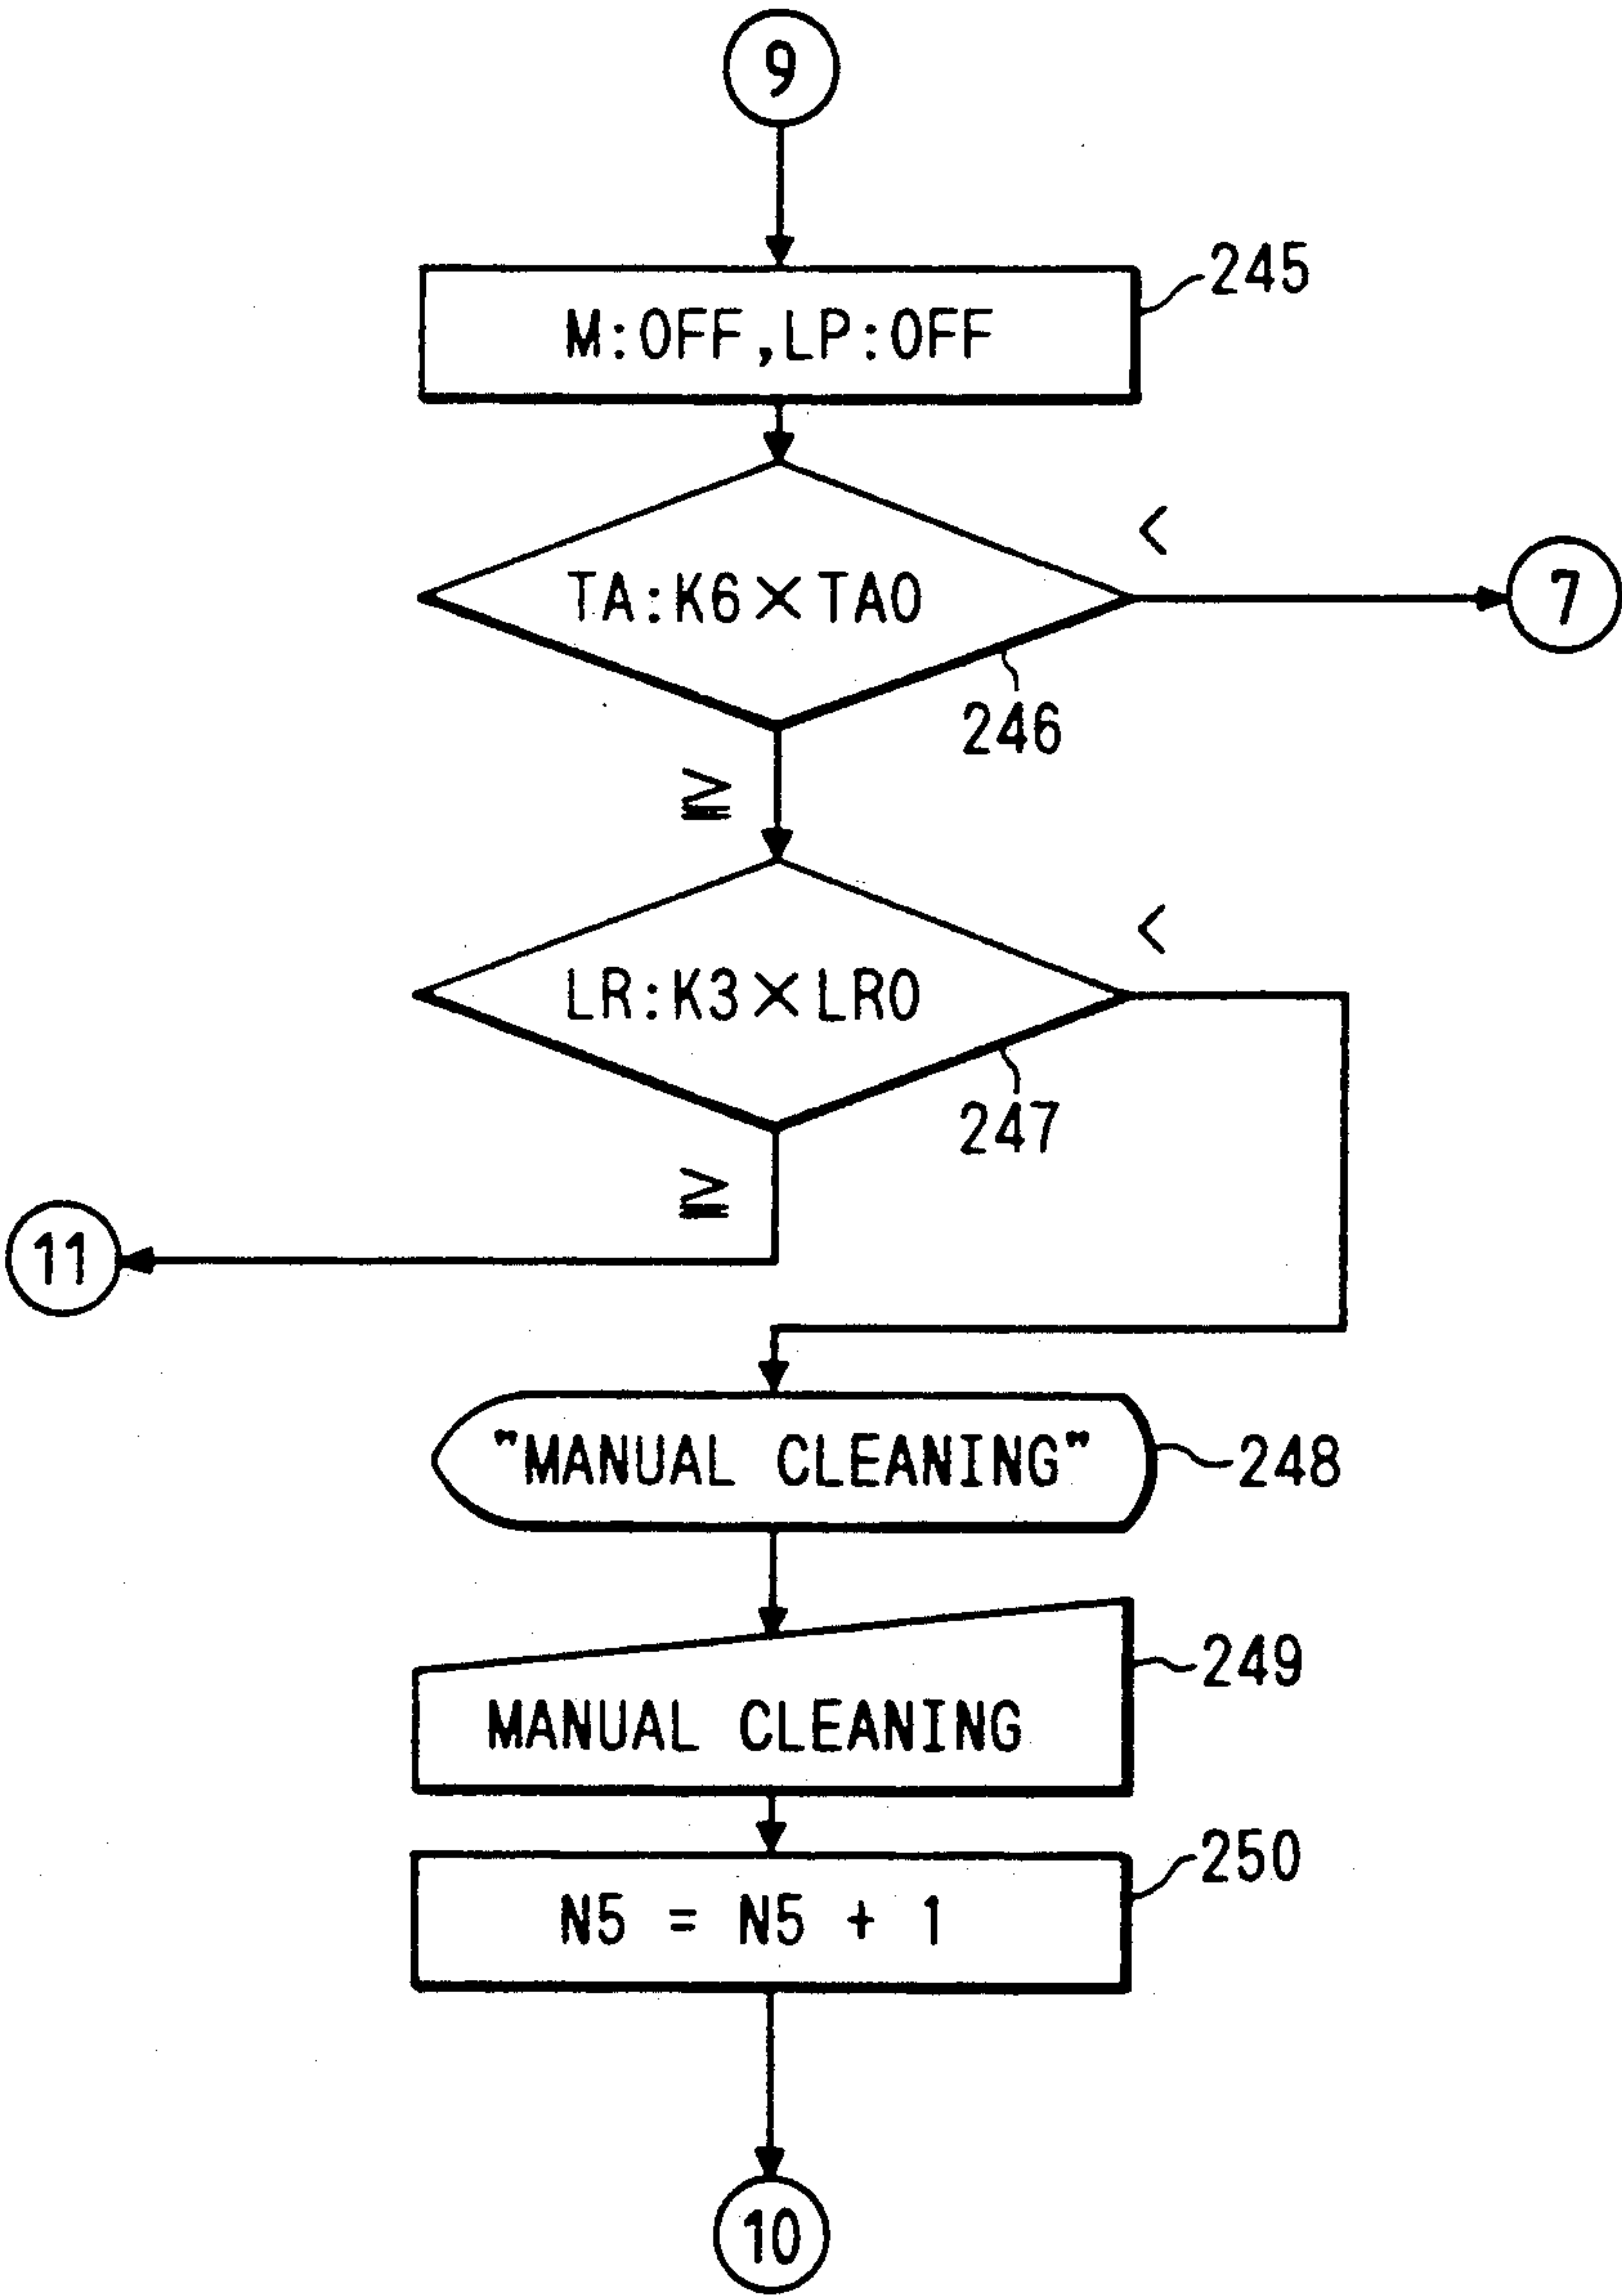 9
245
M:OFF,LP:OFF
<
TA:K6×TA0
7
246
≧
<
LR:K3×LR0
247
≧
11
"MANUAL CLEANING"
248
249
MANUAL CLEANING
250
N5 = N5 + 1
10